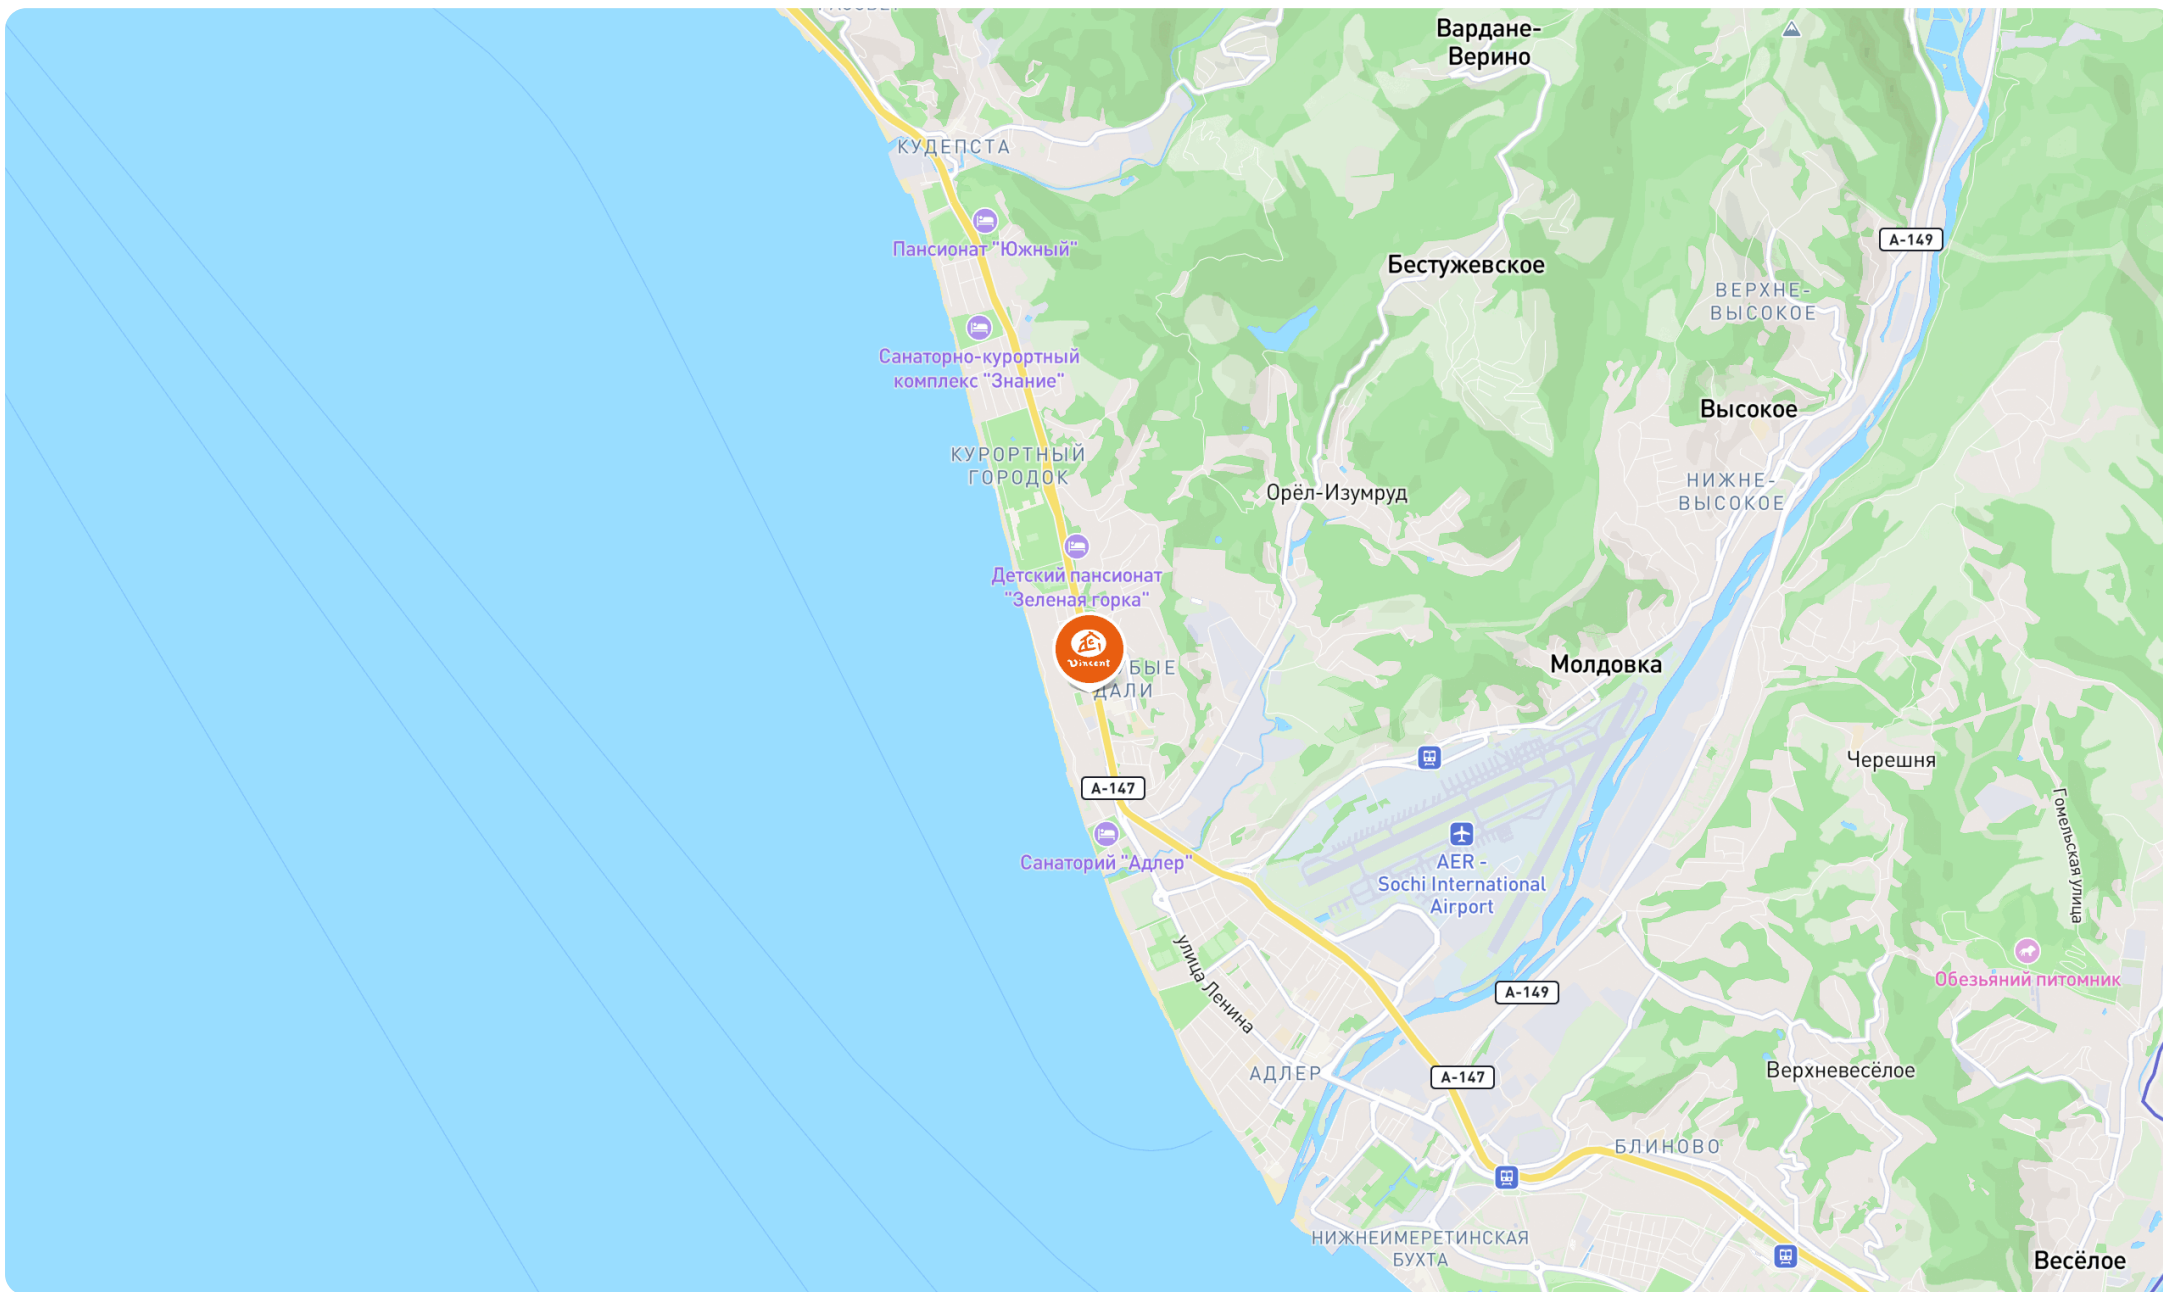 Вардане-
Верино
КУДЕПСТА
А-149
Пансионат "Южный"
Бестужевское
ВЕРХНЕ-
ВЫСОКОЕ
Санаторно-курортный
комплекс "Знание"
Высокое
КУРОРТНЫЙ
ГОРОДОК
НИЖНЕ-
ВЫСОКОЕ
Орёл-Изумруд
Детский пансионат
"Зеленая горка"
Vincent
ДАЛИ
Молдовка
Черешня
А-147
Гомельская улица
Санаторий "Адлер"
AER -
Sochi International
Airport
улица Ленина
Обезьяний питомник
А-149
АДЛЕР
А-147
Верхневесёлое
БЛИНОВО
НИЖНЕИМЕРЕТИНСКАЯ
БУХТА
Весёлое